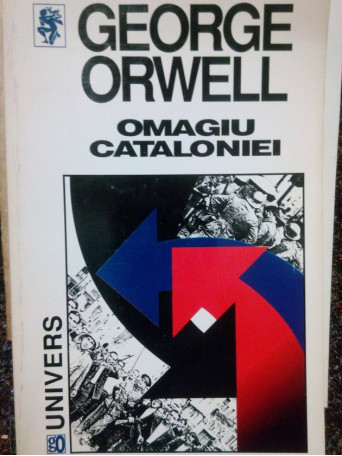 GEORGE
ORWELL
OMAGIU
CATALONIEI
UNIVERS